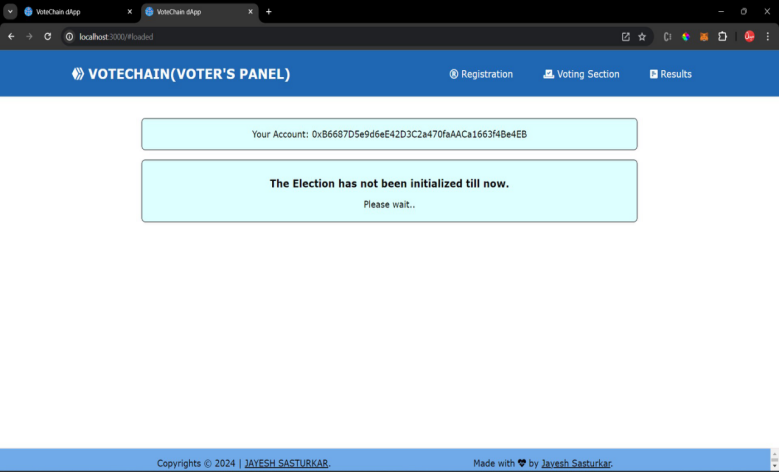 VoteChain dApp
VoteChain dApp
localhost:3000/#loaded
VOTECHAIN(VOTER'S PANEL)
Registration
Voting Section
Results
Your Account: 0xB6687D5e9d6eE42D3C2a470faAACa1663f4Be4EB
The Election has not been initialized till now.
Please wait..
Copyrights © 2024 | JAYESH SASTURKAR.
Made with ❤ by Jayesh Sasturkar.